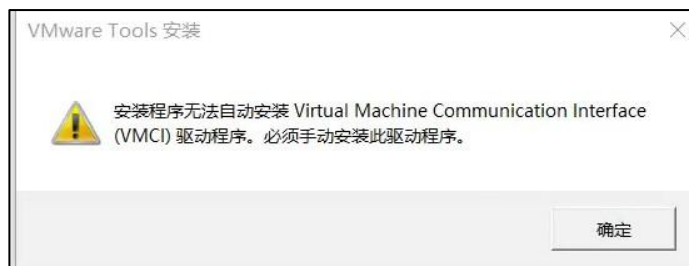 VMware Tools 安装
安装程序无法自动安装 Virtual Machine Communication Interface
(VMCI) 驱动程序。必须手动安装此驱动程序。
确定